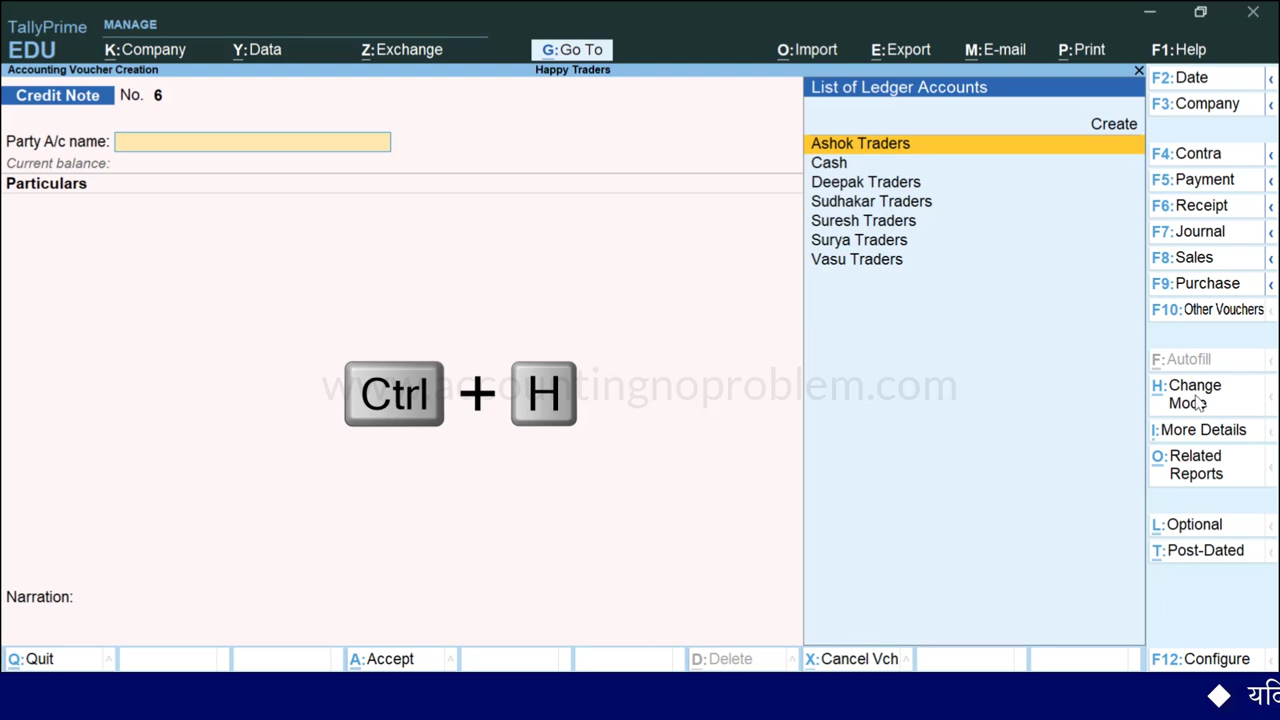 TallyPrime
MANAGE
EDU
K:Company
Y:Data
Z:Exchange
G:Go To
O:Import
E:Export
M:E-mail
P:Print
F1:Help
Accounting Voucher Creation
Happy Traders
Credit Note No. 6
Party A/c name:
Current balance:
Particulars
List of Ledger Accounts
Create
Ashok Traders
Cash
Deepak Traders
Sudhakar Traders
Suresh Traders
Surya Traders
Vasu Traders
www.accountingnoproblem.com
Ctrl + H
Narration:
F2:Date
F3:Company
F4:Contra
F5:Payment
F6:Receipt
F7:Journal
F8:Sales
F9:Purchase
F10:Other Vouchers
F:Autofill
H:Change
Mode
I:More Details
O:Related
Reports
L:Optional
T:Post-Dated
Q:Quit
A:Accept
D:Delete
X:Cancel Vch
F12:Configure